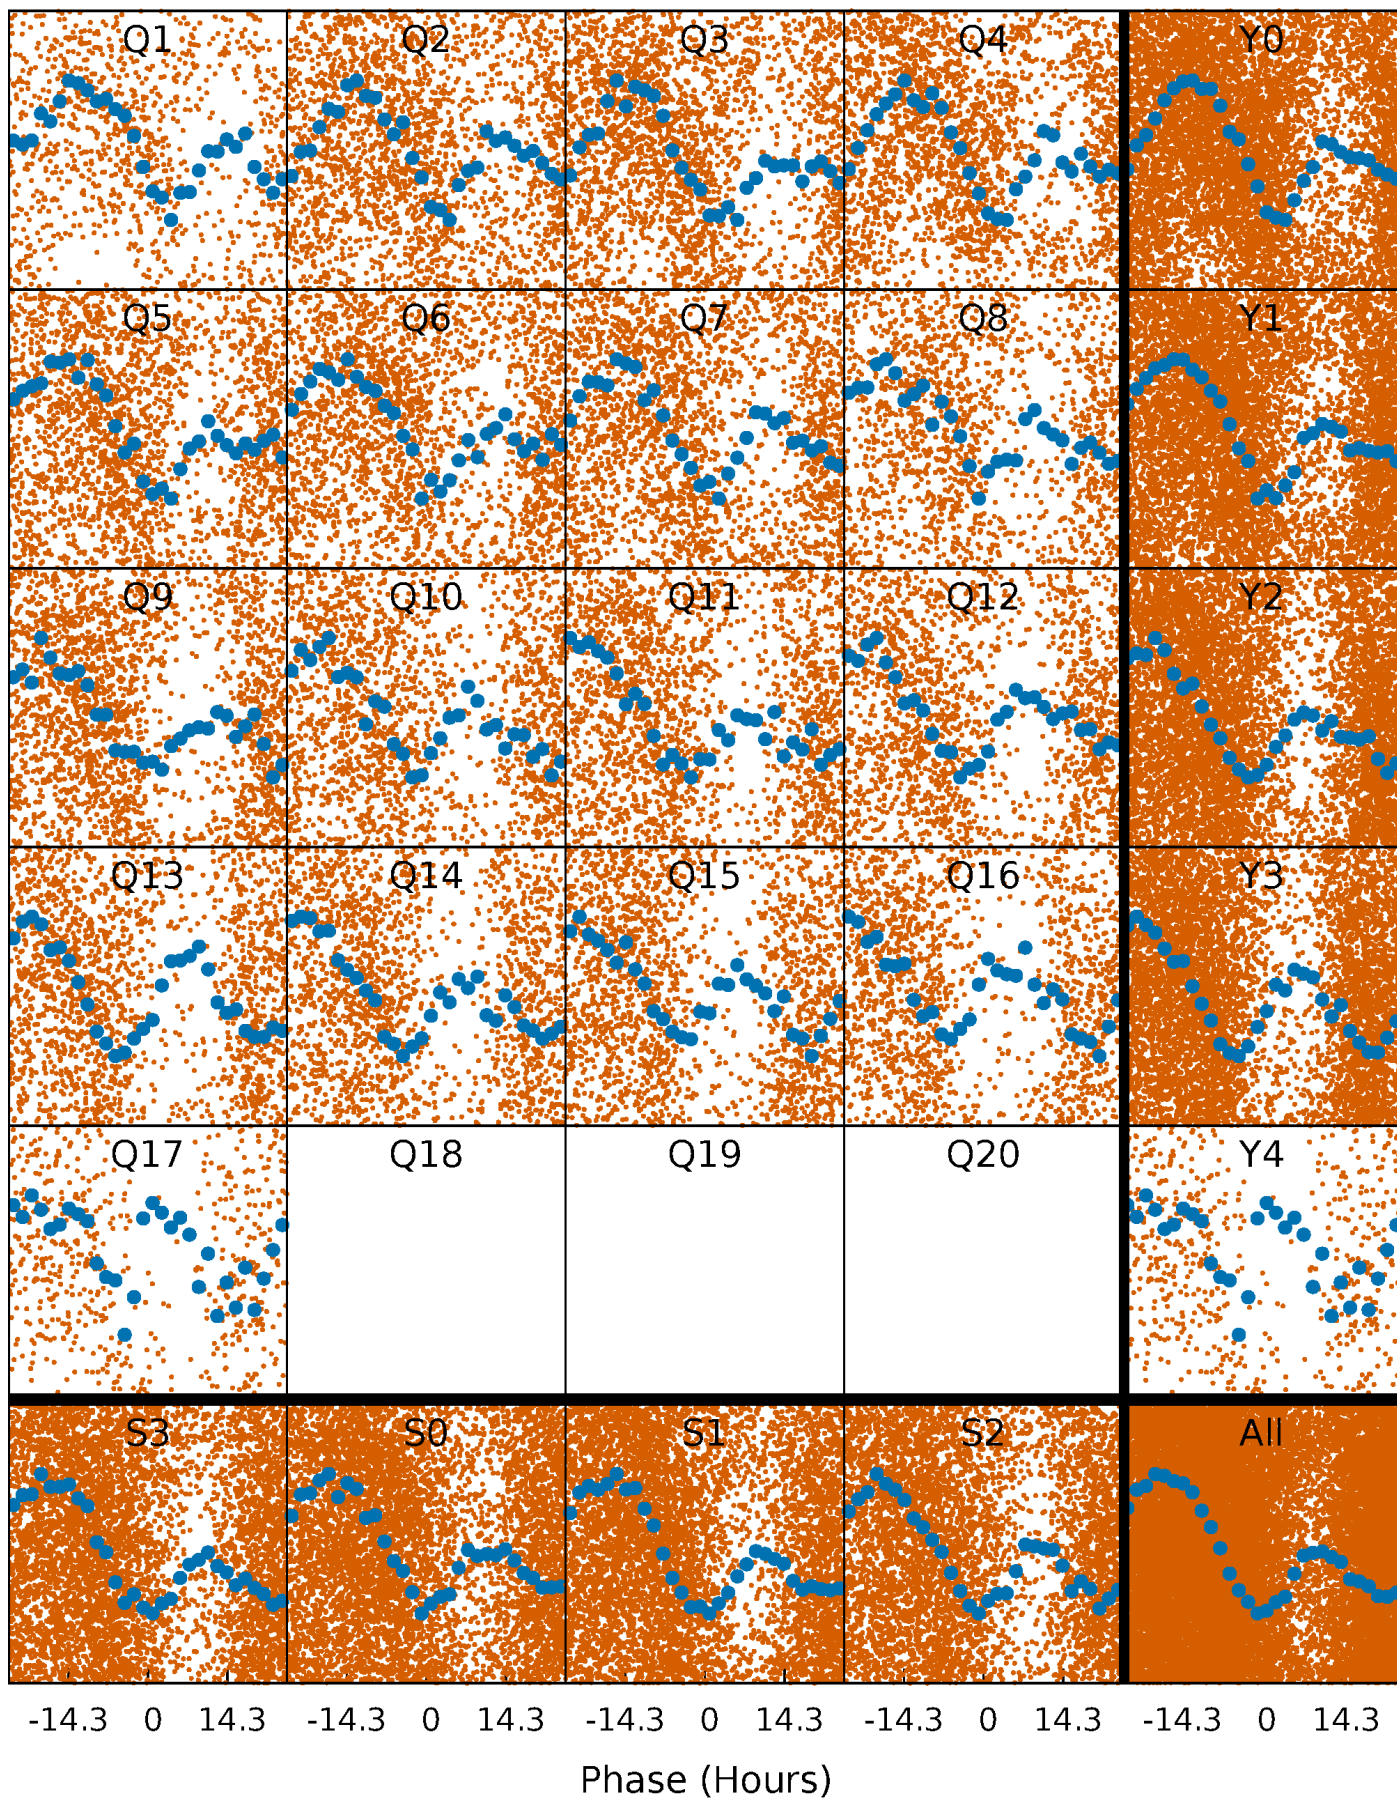 Q1 Q2 Q3 Q4 Y0
Q5 Q6 Q7 Q8 Y1
Q9 Q10 Q11 Q12 Y2
Q13 Q14 Q15 Q16 Y3
Q17 Q18 Q19 Q20 Y4
S3 S0 S1 S2 All
-14.3 0 14.3 -14.3 0 14.3 -14.3 0 14.3 -14.3 0 14.3 -14.3 0 14.3
Phase (Hours)